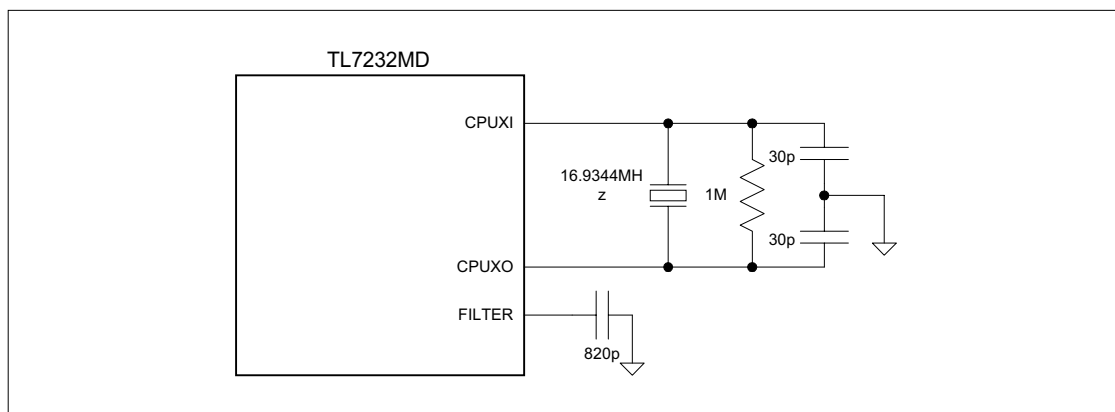 TL7232MD
CPUXI
30p
16.9344MH
z
1M
30p
CPUXO
FILTER
820p